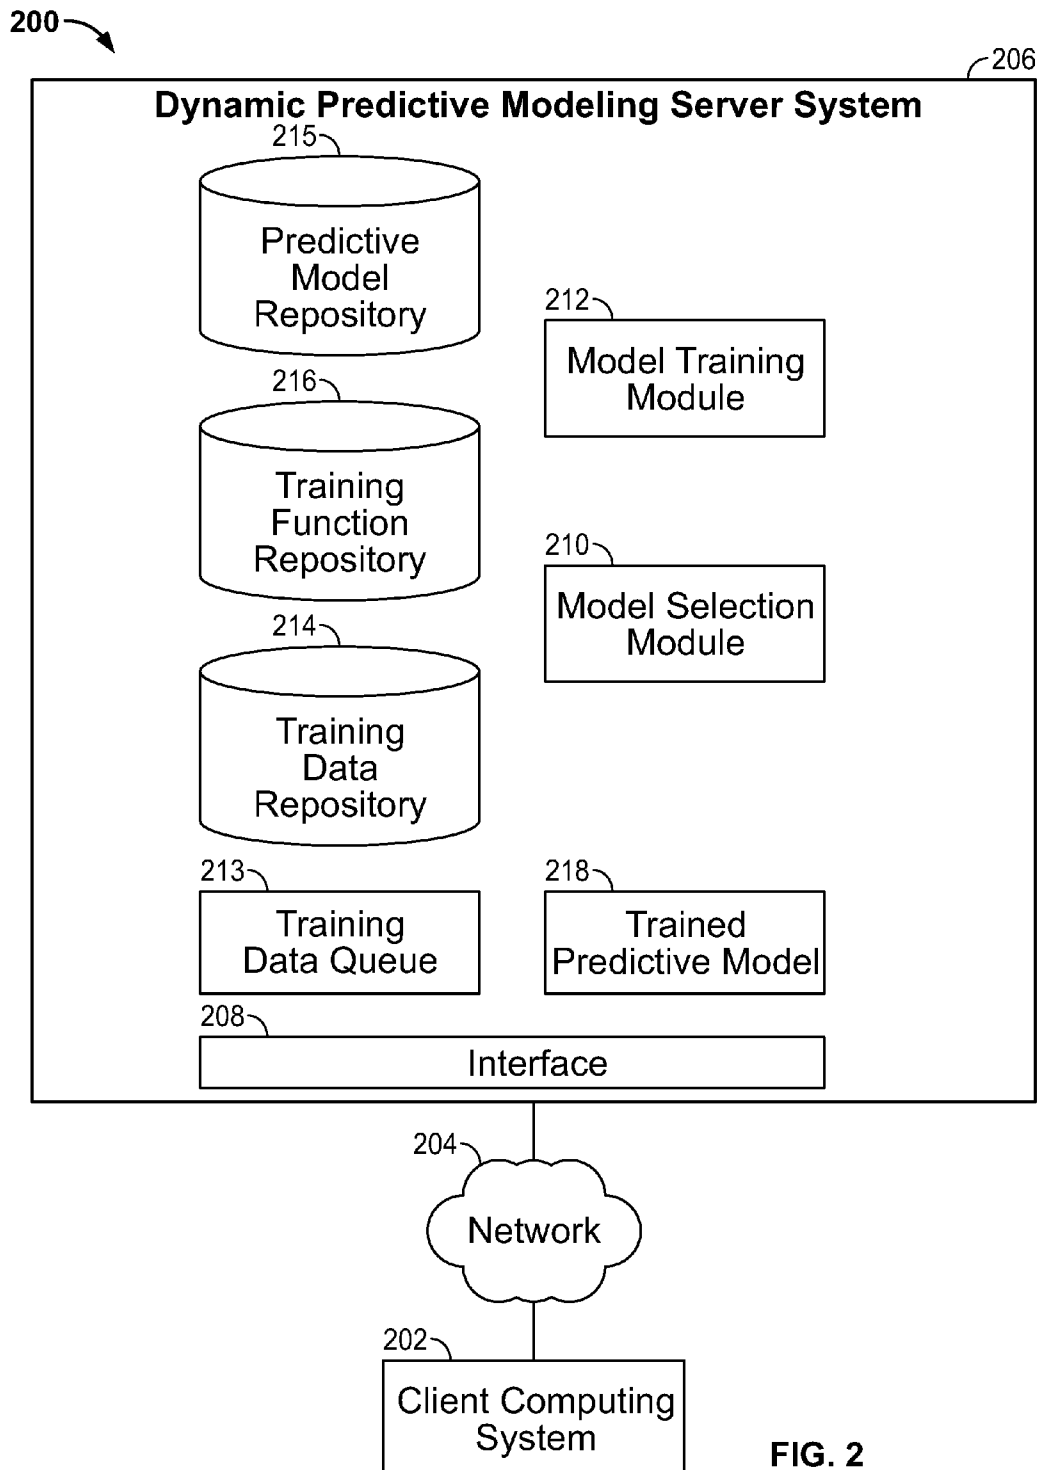 200
206
Dynamic Predictive Modeling Server System
215
Predictive
Model
Repository
212
Model Training
Module
216
Training
Function
Repository
210
Model Selection
Module
214
Training
Data
Repository
213
Training
Data Queue
218
Trained
Predictive Model
208
Interface
204
Network
202
Client Computing
System
FIG. 2